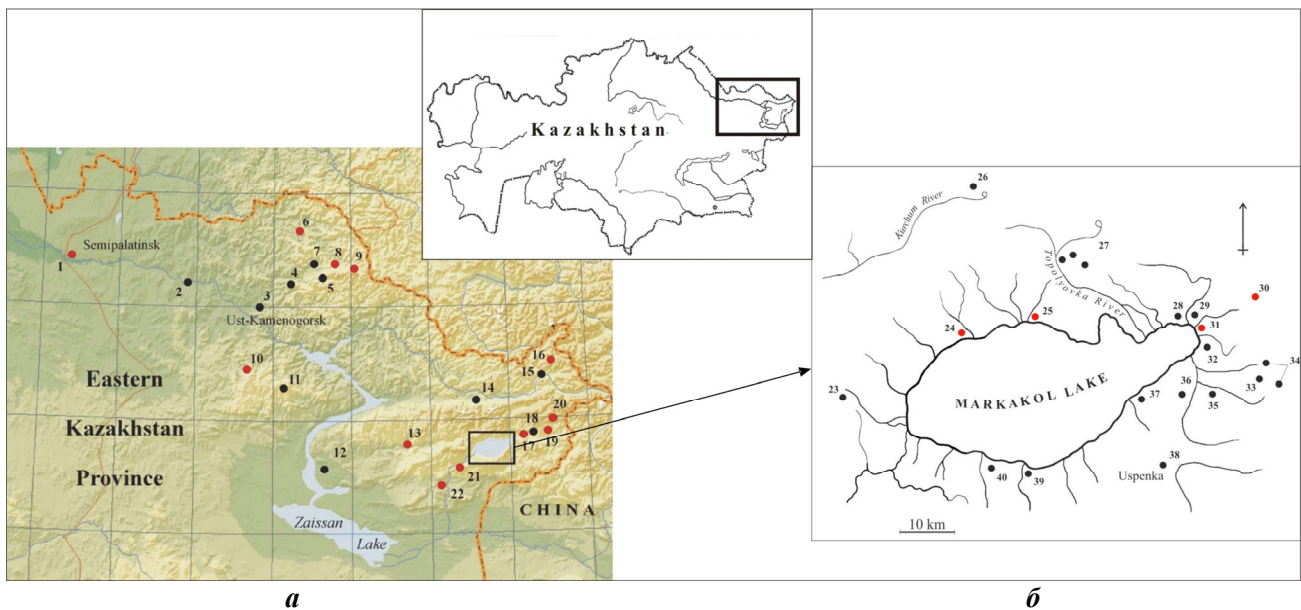 Kazakhstan
Semipalatinsk
1
2
3
4
5
6
7
8
9
Ust-Kamenogorsk
10
11
12
13
14
15
16
17
18
19
20
21
22
Eastern
Kazakhstan
Province
Zaissan
Lake
CHINA
26
Kurchum River
27
Topolyovka River
30
28
29
31
25
24
32
34
33
23
MARKAKOL LAKE
36
37
35
38
Uspenka
40
39
10 km
а
б